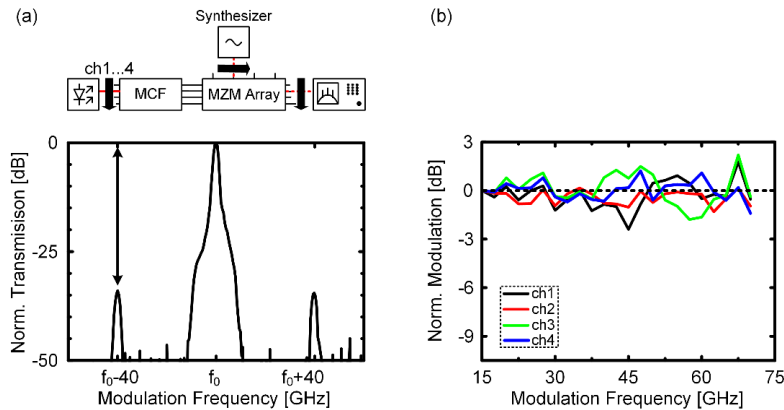 (a)
Synthesizer
ch1...4
MCF
MZM Array
Norm. Transmisison [dB]
0
-25
-50
f0-40
f0
f0+40
Modulation Frequency [GHz]
(b)
Norm. Modulation [dB]
3
0
-3
-6
-9
ch1
ch2
ch3
ch4
15
30
45
60
75
Modulation Frequency [GHz]